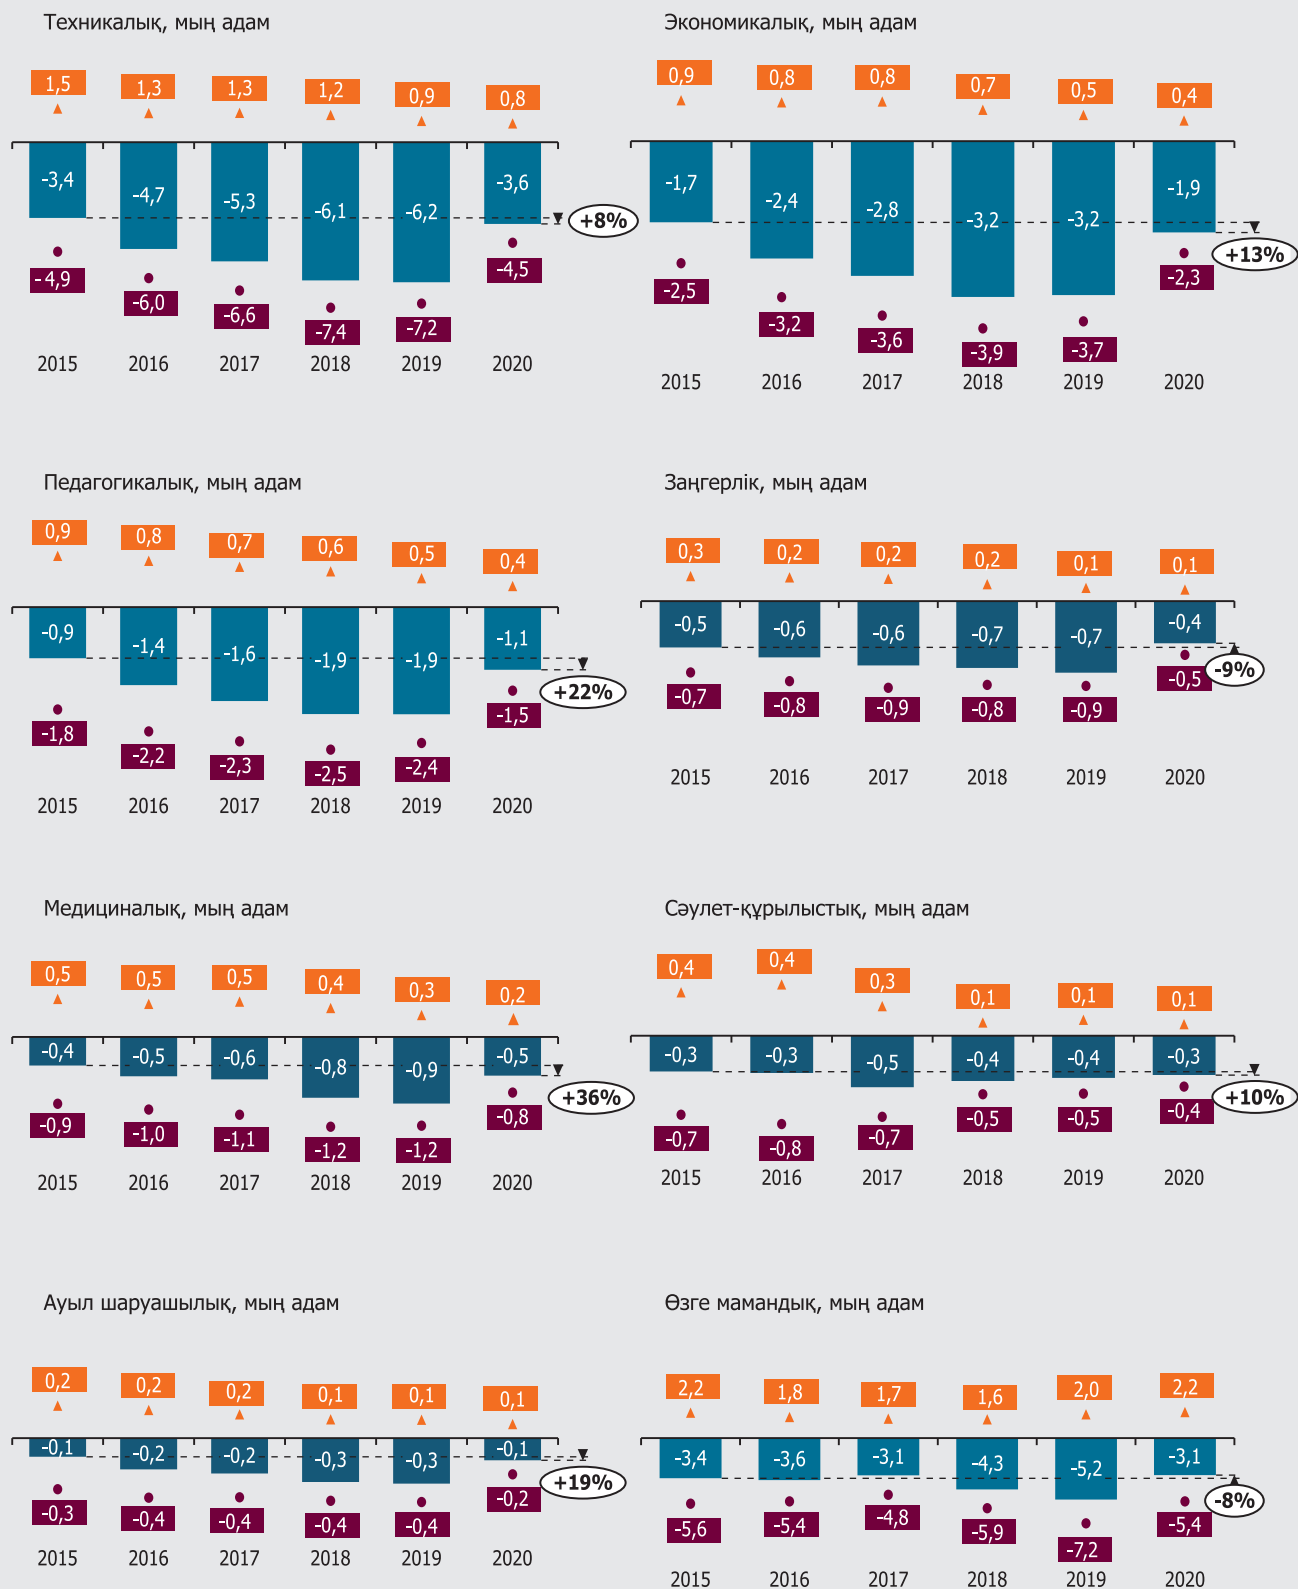 Техникалық, мың адам
1,5 1,3 1,3 1,2 0,9 0,8
-3,4 -4,7 -5,3 -6,1 -6,2 -3,6
+8%
-4,9 -6,0 -6,6 -7,4 -7,2 -4,5
2015 2016 2017 2018 2019 2020
Экономикалық, мың адам
0,9 0,8 0,8 0,7 0,5 0,4
-1,7 -2,4 -2,8 -3,2 -3,2 -1,9
+13%
-2,5 -3,2 -3,6 -3,9 -3,7 -2,3
2015 2016 2017 2018 2019 2020
Педагогикалық, мың адам
0,9 0,8 0,7 0,6 0,5 0,4
-0,9 -1,4 -1,6 -1,9 -1,9 -1,1
+22%
-1,8 -2,2 -2,3 -2,5 -2,4 -1,5
2015 2016 2017 2018 2019 2020
Заңгерлік, мың адам
0,3 0,2 0,2 0,2 0,1 0,1
-0,5 -0,6 -0,6 -0,7 -0,7 -0,4
-9%
-0,7 -0,8 -0,9 -0,8 -0,9 -0,5
2015 2016 2017 2018 2019 2020
Медициналық, мың адам
0,5 0,5 0,5 0,4 0,3 0,2
-0,4 -0,5 -0,6 -0,8 -0,9 -0,5
+36%
-0,9 -1,0 -1,1 -1,2 -1,2 -0,8
2015 2016 2017 2018 2019 2020
Сәулет-құрылыстық, мың адам
0,4 0,4 0,3 0,1 0,1 0,1
-0,3 -0,3 -0,5 -0,4 -0,4 -0,3
+10%
-0,7 -0,8 -0,7 -0,5 -0,5 -0,4
2015 2016 2017 2018 2019 2020
Ауыл шаруашылық, мың адам
0,2 0,2 0,2 0,1 0,1 0,1
-0,1 -0,2 -0,2 -0,3 -0,3 -0,1
+19%
-0,3 -0,4 -0,4 -0,4 -0,4 -0,2
2015 2016 2017 2018 2019 2020
Өзге мамандық, мың адам
2,2 1,8 1,7 1,6 2,0 2,2
-3,4 -3,6 -3,1 -4,3 -5,2 -3,1
-8%
-5,6 -5,4 -4,8 -5,9 -7,2 -5,4
2015 2016 2017 2018 2019 2020